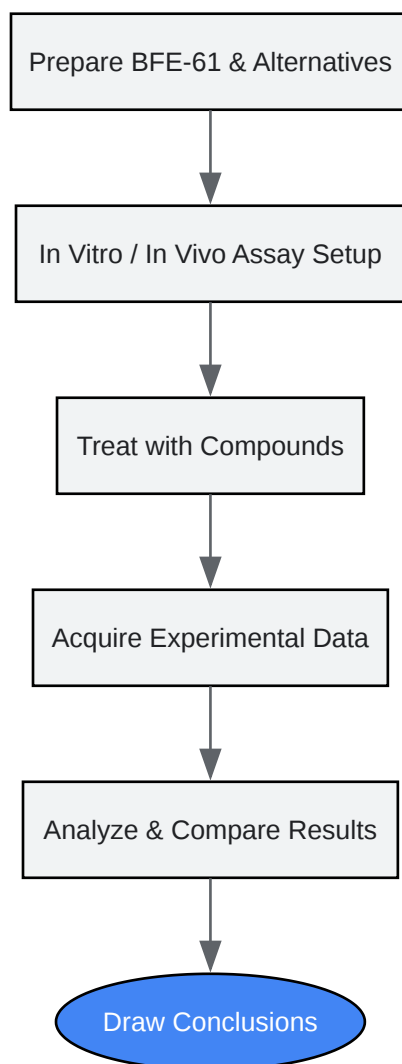 Prepare BFE-61 & Alternatives
In Vitro / In Vivo Assay Setup
Treat with Compounds
Acquire Experimental Data
Analyze & Compare Results
Draw Conclusions